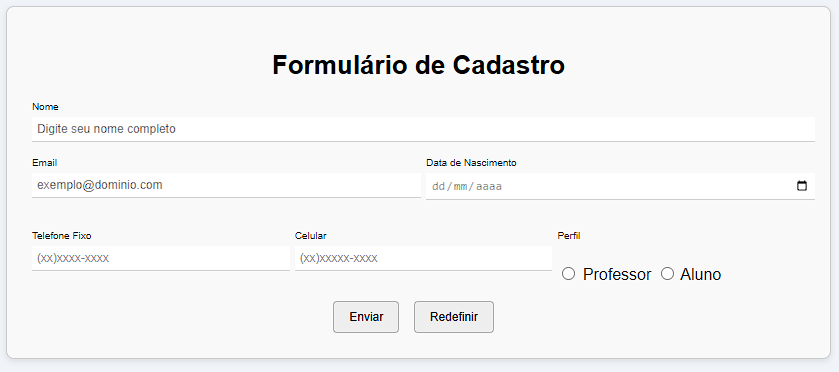 Formulário de Cadastro
Nome
Digite seu nome completo
Email Data de Nascimento
exemplo@dominio.com dd/mm/aaaa
Telefone Fixo Celular Perfil
(xx)xxxx-xxxx (xx)xxxxx-xxxx
Professor Aluno
Enviar Redefinir